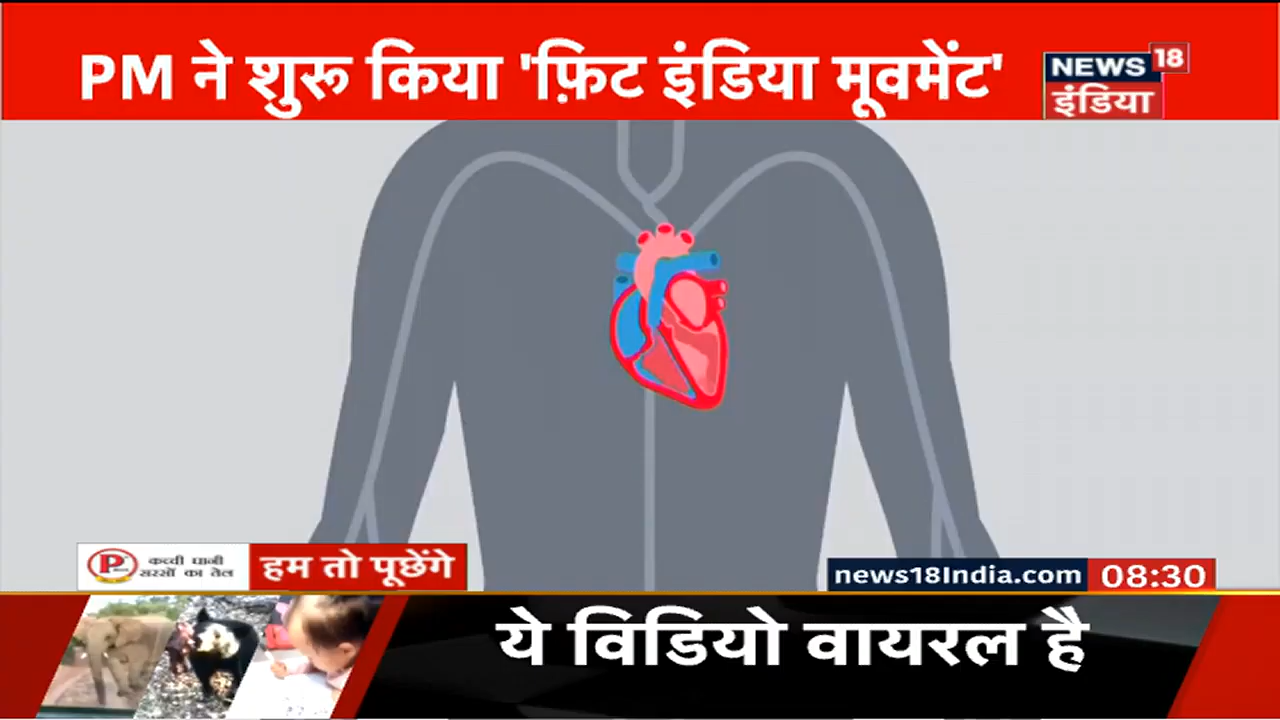 PM ने शुरू किया 'फ़िट इंडिया मूवमेंट'
NEWS 18
इंडिया
P
कच्ची घानी
सरसों का तेल
हम तो पूछेंगे
news18India.com 08:30
ये विडियो वायरल है